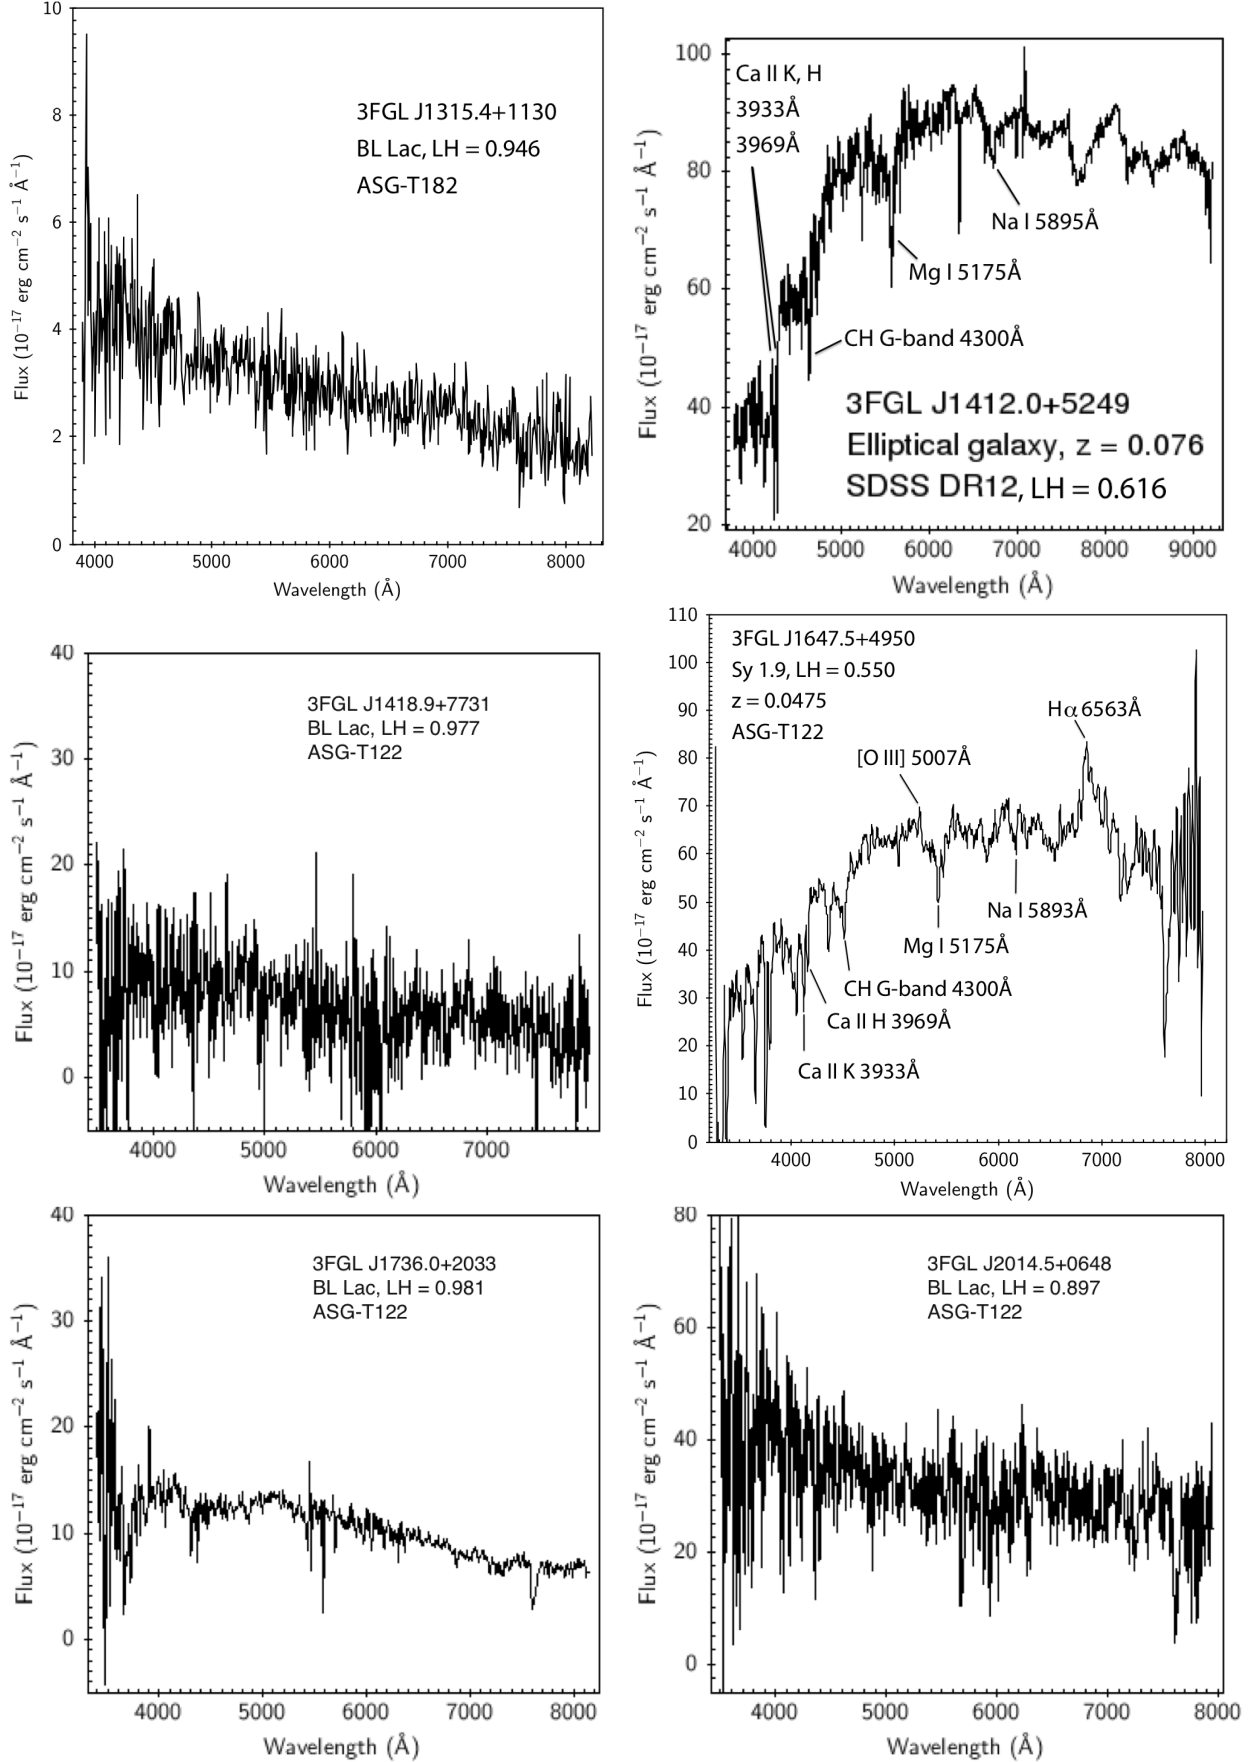 10
8
6
4
2
0
Flux (10⁻¹⁷ erg cm⁻² s⁻¹ Å⁻¹)
3FGL J1315.4+1130
BL Lac, LH = 0.946
ASG-T182
4000 5000 6000 7000 8000
Wavelength (Å)
100
80
60
40
20
Flux (10⁻¹⁷ erg cm⁻² s⁻¹ Å⁻¹)
Ca II K, H
3933Å
3969Å
Na I 5895Å
Mg I 5175Å
CH G-band 4300Å
3FGL J1412.0+5249
Elliptical galaxy, z = 0.076
SDSS DR12, LH = 0.616
4000 5000 6000 7000 8000 9000
Wavelength (Å)
40
30
20
10
0
Flux (10⁻¹⁷ erg cm⁻² s⁻¹ Å⁻¹)
3FGL J1418.9+7731
BL Lac, LH = 0.977
ASG-T122
4000 5000 6000 7000
Wavelength (Å)
110
100
90
80
70
60
50
40
30
20
10
0
Flux (10⁻¹⁷ erg cm⁻² s⁻¹ Å⁻¹)
3FGL J1647.5+4950
Sy 1.9, LH = 0.550
z = 0.0475
ASG-T122
Hα 6563Å
[O III] 5007Å
Na I 5893Å
Mg I 5175Å
CH G-band 4300Å
Ca II H 3969Å
Ca II K 3933Å
4000 5000 6000 7000 8000
Wavelength (Å)
40
30
20
10
0
Flux (10⁻¹⁷ erg cm⁻² s⁻¹ Å⁻¹)
3FGL J1736.0+2033
BL Lac, LH = 0.981
ASG-T122
4000 5000 6000 7000 8000
Wavelength (Å)
80
60
40
20
0
Flux (10⁻¹⁷ erg cm⁻² s⁻¹ Å⁻¹)
3FGL J2014.5+0648
BL Lac, LH = 0.897
ASG-T122
4000 5000 6000 7000 8000
Wavelength (Å)